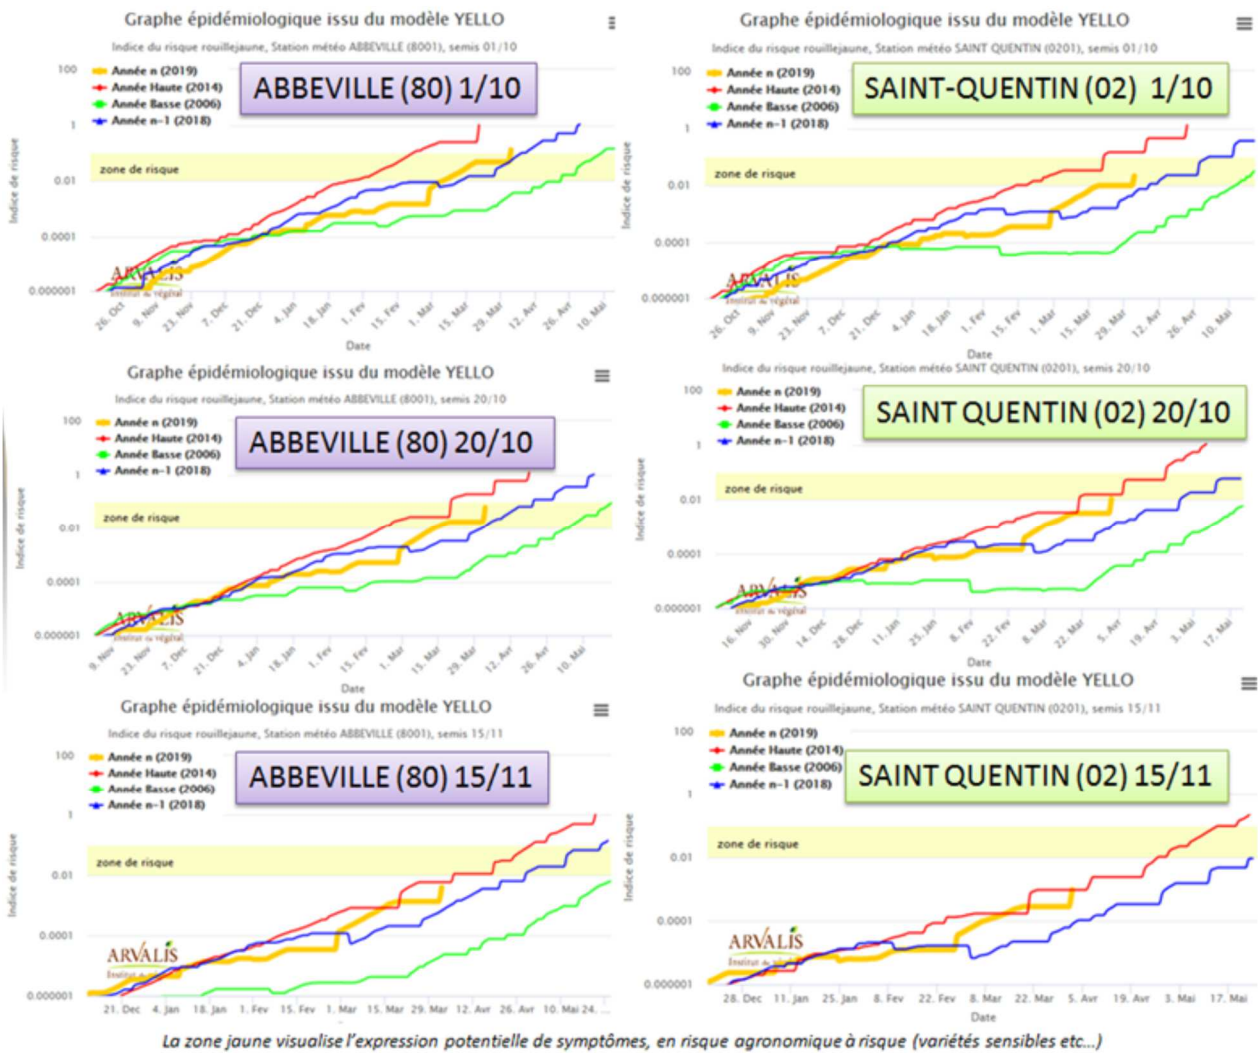 Graphe épidémiologique issu du modèle YELLO
Indice du risque rouillejaune, Station météo ABBEVILLE (8001), semis 01/10
100
Année n (2019)
Année Haute (2014)
Année Basse (2006)
Année n-1 (2018)
ABBEVILLE (80) 1/10
1
zone de risque
0.01
0.0001
0.000001
Indice de risque
ARVALIS
Institut du végétal
26. Oct 9. Nov 23. Nov 7. Dec 21. Dec 4. Jan 18. Jan 1. Fev 15. Fev 1. Mar 15. Mar 29. Mar 12. Avr 26. Avr 10. Mai
Date
Graphe épidémiologique issu du modèle YELLO
Indice du risque rouillejaune, Station météo SAINT QUENTIN (0201), semis 01/10
100
Année n (2019)
Année Haute (2014)
Année Basse (2006)
Année n-1 (2018)
SAINT-QUENTIN (02) 1/10
1
zone de risque
0.01
0.0001
0.000001
Indice de risque
ARVALIS
Institut du végétal
26. Oct 9. Nov 23. Nov 7. Dec 21. Dec 4. Jan 18. Jan 1. Fev 15. Fev 1. Mar 15. Mar 29. Mar 12. Avr 26. Avr 10. Mai
Date
Graphe épidémiologique issu du modèle YELLO
Indice du risque rouillejaune, Station météo ABBEVILLE (8001), semis 20/10
100
Année n (2019)
Année Haute (2014)
Année Basse (2006)
Année n-1 (2018)
ABBEVILLE (80) 20/10
1
zone de risque
0.01
0.0001
0.000001
Indice de risque
ARVALIS
Institut du végétal
9. Nov 23. Nov 7. Dec 21. Dec 4. Jan 18. Jan 1. Fev 15. Fev 1. Mar 15. Mar 29. Mar 12. Avr 26. Avr 10. Mai
Date
Graphe épidémiologique issu du modèle YELLO
Indice du risque rouillejaune, Station météo SAINT QUENTIN (0201), semis 20/10
100
Année n (2019)
Année Haute (2014)
Année Basse (2006)
Année n-1 (2018)
SAINT QUENTIN (02) 20/10
1
zone de risque
0.01
0.0001
0.000001
Indice de risque
ARVALIS
Institut du végétal
16. Nov 30. Nov 14. Dec 28. Dec 11. Jan 25. Jan 8. Fev 22. Fev 8. Mar 22. Mar 5. Avr 19. Avr 3. Mai 17. Mai
Date
Graphe épidémiologique issu du modèle YELLO
Indice du risque rouillejaune, Station météo ABBEVILLE (8001), semis 15/11
100
Année n (2019)
Année Haute (2014)
Année Basse (2006)
Année n-1 (2018)
ABBEVILLE (80) 15/11
1
zone de risque
0.01
0.0001
0.000001
Indice de risque
ARVALIS
Institut du végétal
21. Dec 4. Jan 18. Jan 1. Fev 15. Fev 1. Mar 15. Mar 29. Mar 12. Avr 26. Avr 10. Mai 24. ...
Graphe épidémiologique issu du modèle YELLO
Indice du risque rouillejaune, Station météo SAINT QUENTIN (0201), semis 15/11
100
Année n (2019)
Année Haute (2014)
Année Basse (2006)
Année n-1 (2018)
SAINT QUENTIN (02) 15/11
1
zone de risque
0.01
0.0001
0.000001
Indice de risque
ARVALIS
Institut du
28. Dec 11. Jan 25. Jan 8. Fev 22. Fev 8. Mar 22. Mar 5. Avr 19. Avr 3. Mai 17. Mai
Date
La zone jaune visualise l'expression potentielle de symptômes, en risque agronomique à risque (variétés sensibles etc...)